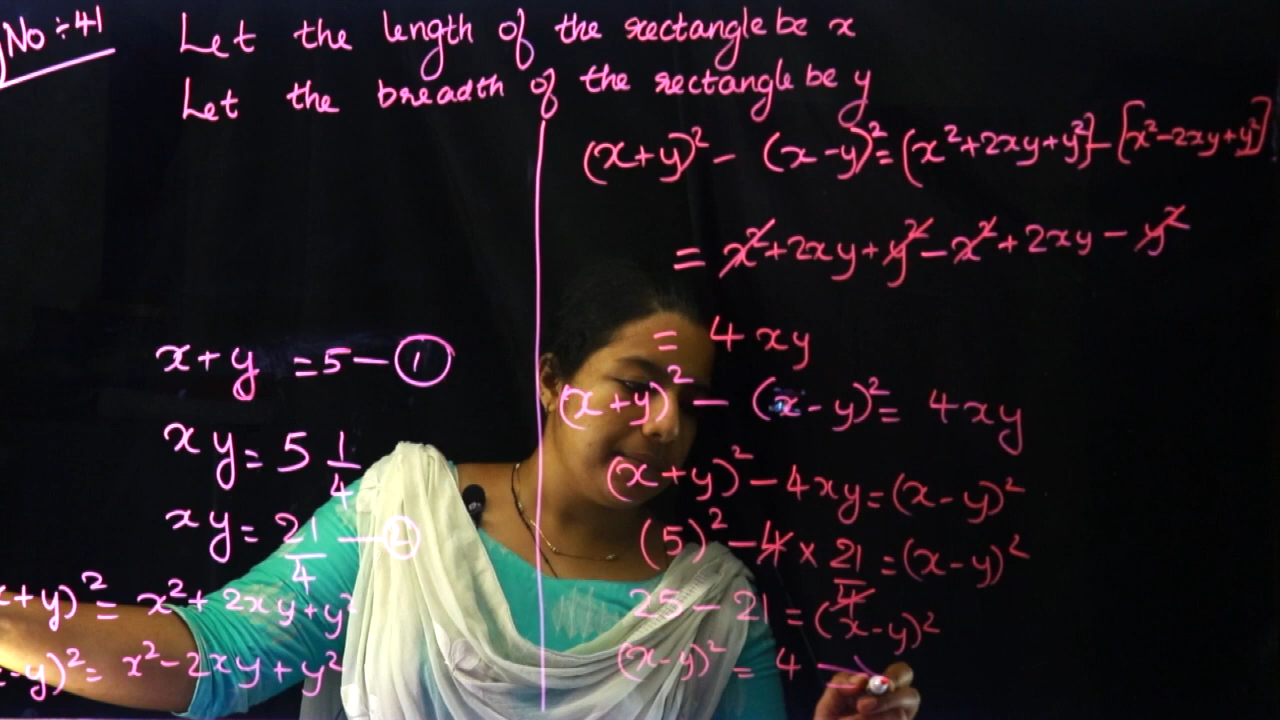 No ÷ 41
Let the length of the rectangle be x
Let the breadth of the rectangle be y
x + y = 5 — ①
xy = 5 1/4
xy = 21/4 — ②
x+y)² = x² + 2xy + y²
-y)² = x² - 2xy + y²
(x+y)² - (x-y)² = (x²+2xy+y²] - [x²-2xy+y²]
= x² + 2xy + y² - x² + 2xy - y²
= 4xy
(x+y)² - (x-y)² = 4xy
(x+y)² - 4xy = (x-y)²
(5)² - 4 × 21/4 = (x-y)²
25 - 21 = (x-y)²
(x-y)² = 4 →